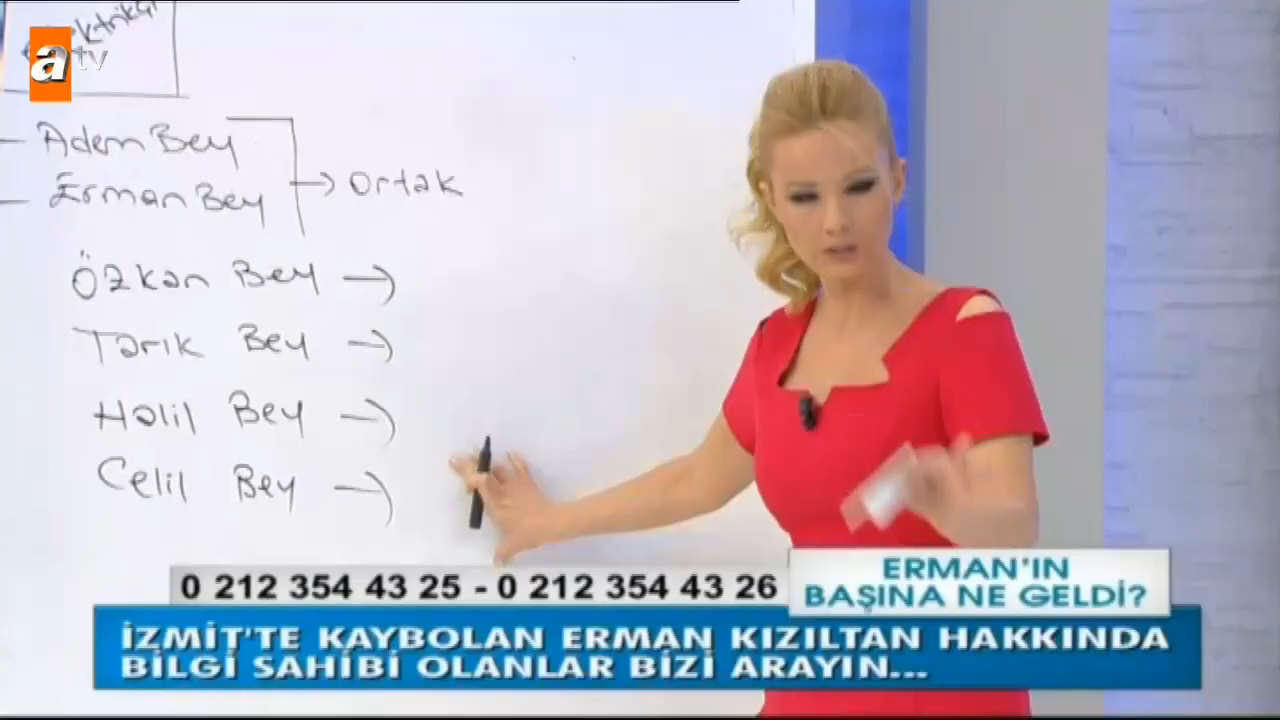 Elektrikçi
atv
Adem Bey
Erman Bey
Ortak
Özkan Bey
Tarık Bey
Halil Bey
Celil Bey
0 212 354 43 25 - 0 212 354 43 26
ERMAN'IN
BAŞINA NE GELDİ?
İZMİT'TE KAYBOLAN ERMAN KIZILTAN HAKKINDA
BİLGİ SAHİBİ OLANLAR BİZİ ARAYIN...